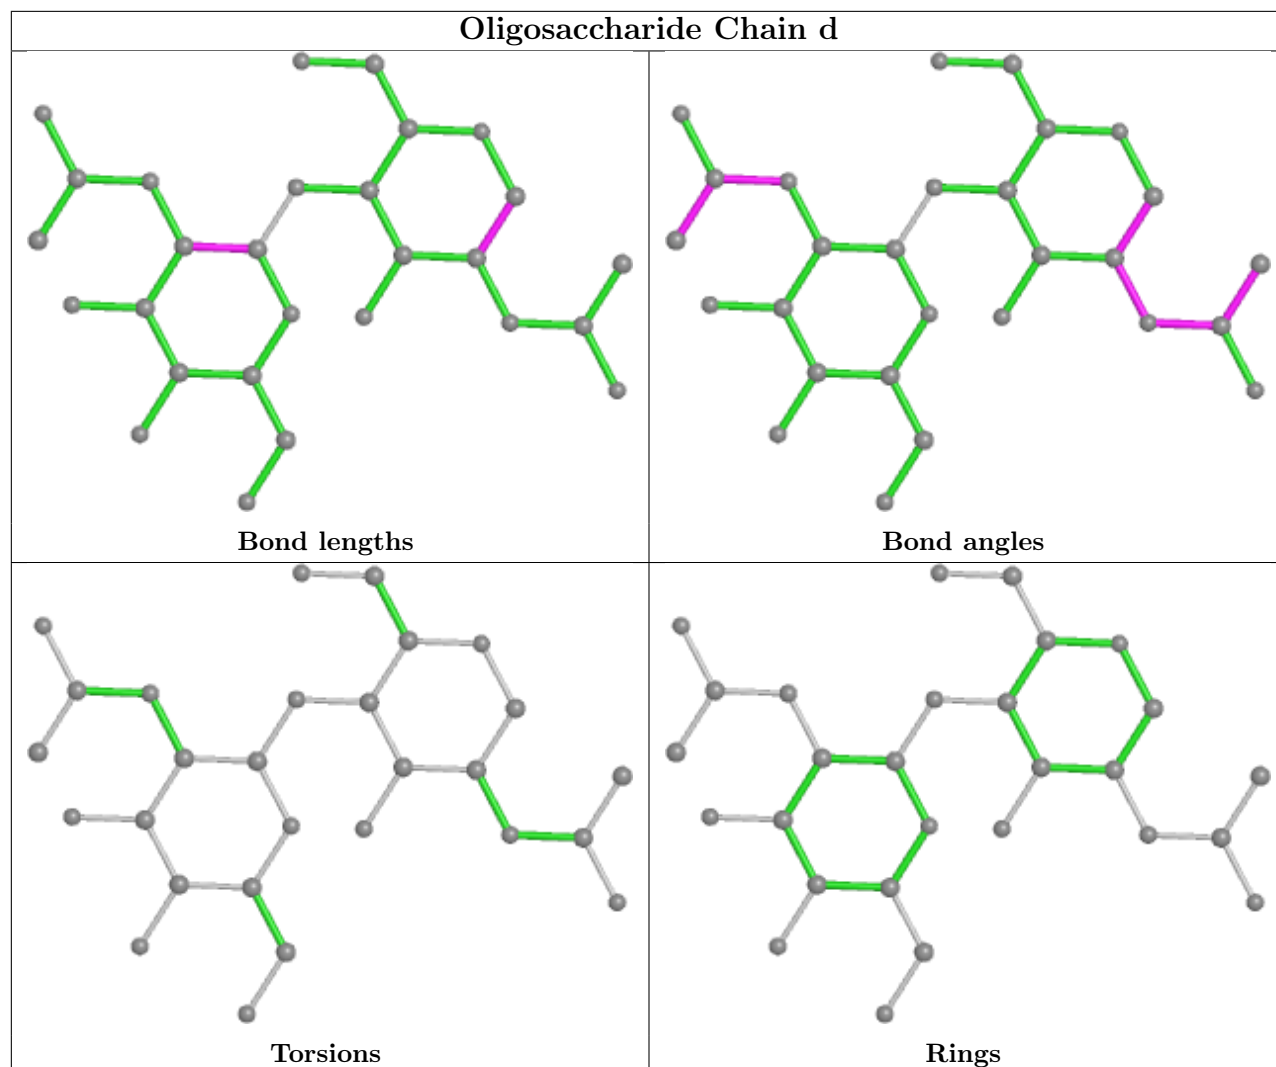 Oligosaccharide Chain d
Bond lengths
Bond angles
Torsions
Rings